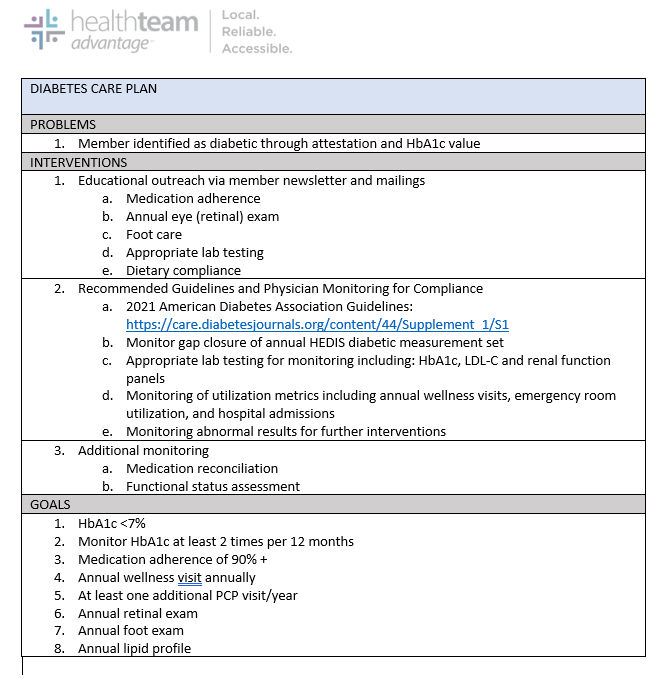 healthteam
advantage
Local.
Reliable.
Accessible.
DIABETES CARE PLAN
PROBLEMS
1. Member identified as diabetic through attestation and HbA1c value
INTERVENTIONS
1. Educational outreach via member newsletter and mailings
a. Medication adherence
b. Annual eye (retinal) exam
c. Foot care
d. Appropriate lab testing
e. Dietary compliance
2. Recommended Guidelines and Physician Monitoring for Compliance
a. 2021 American Diabetes Association Guidelines:
https://care.diabetesjournals.org/content/44/Supplement_1/S1
b. Monitor gap closure of annual HEDIS diabetic measurement set
c. Appropriate lab testing for monitoring including: HbA1c, LDL-C and renal function
panels
d. Monitoring of utilization metrics including annual wellness visits, emergency room
utilization, and hospital admissions
e. Monitoring abnormal results for further interventions
3. Additional monitoring
a. Medication reconciliation
b. Functional status assessment
GOALS
1. HbA1c <7%
2. Monitor HbA1c at least 2 times per 12 months
3. Medication adherence of 90% +
4. Annual wellness visit annually
5. At least one additional PCP visit/year
6. Annual retinal exam
7. Annual foot exam
8. Annual lipid profile